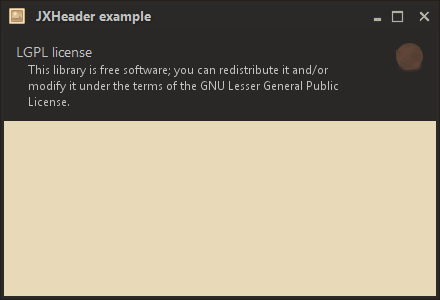 JXHeader example
LGPL license
This library is free software; you can redistribute it and/or
modify it under the terms of the GNU Lesser General Public
License.